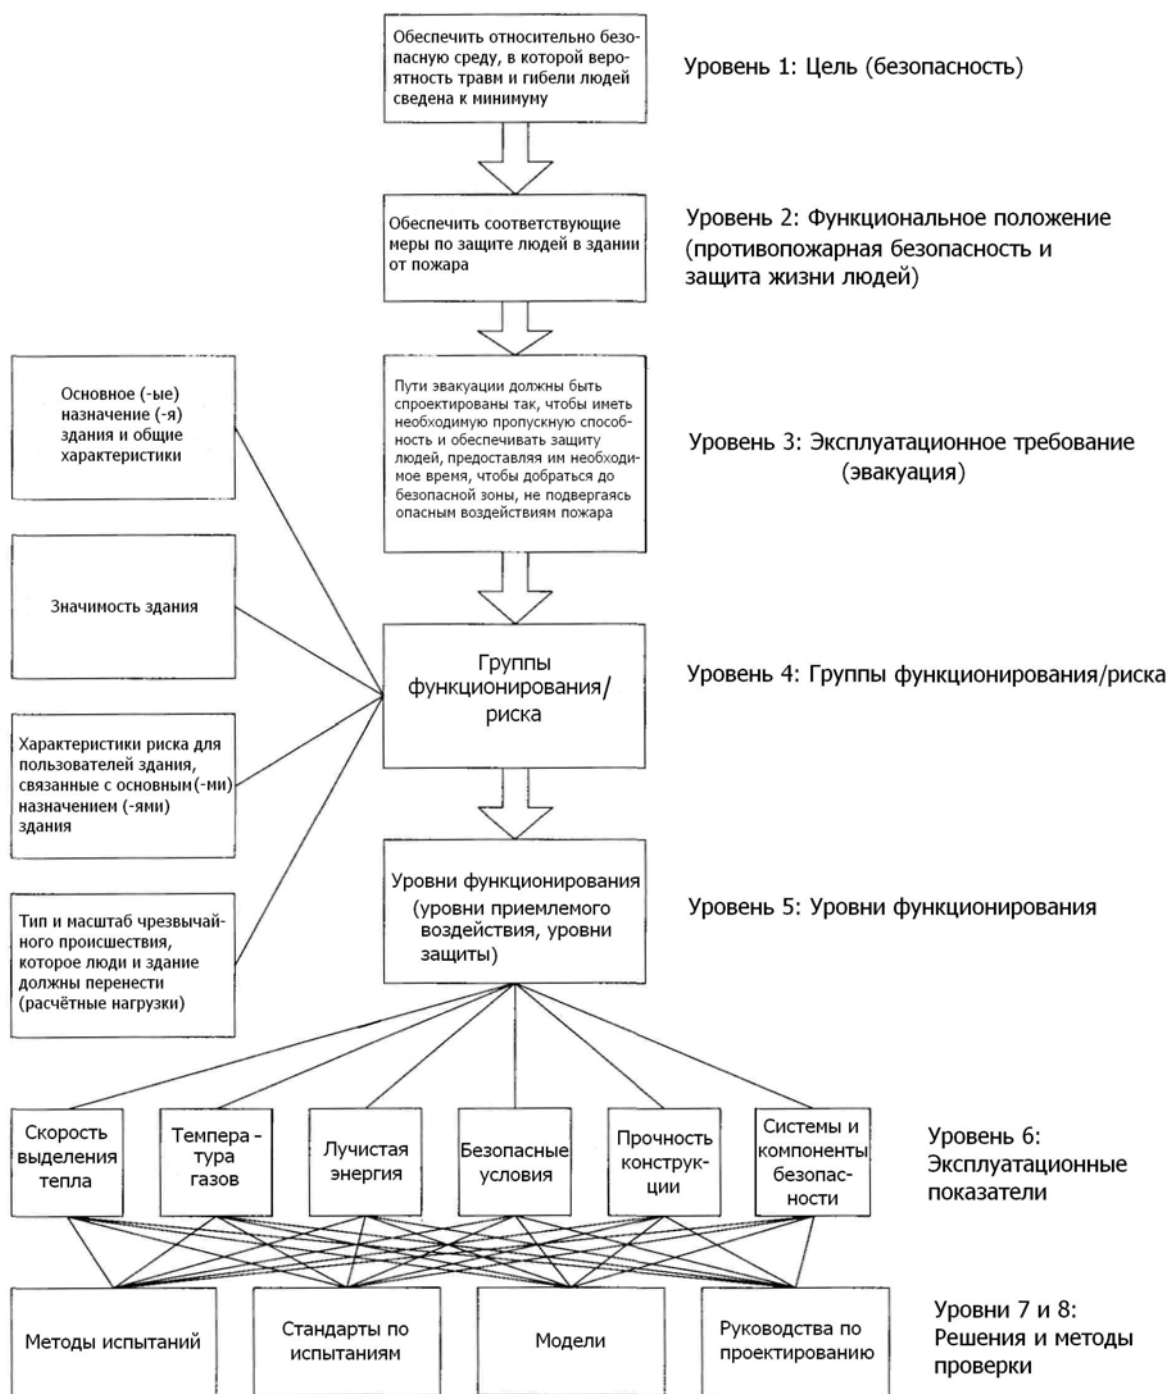 Обеспечить относительно безо-
пасную среду, в которой веро-
ятность травм и гибели людей
сведена к минимуму
Уровень 1: Цель (безопасность)
Обеспечить соответствующие
меры по защите людей в здании
от пожара
Уровень 2: Функциональное положение
(противопожарная безопасность и
защита жизни людей)
Основное (-ые)
назначение (-я)
здания и общие
характеристики
Пути эвакуации должны быть
спроектированы так, чтобы иметь
необходимую пропускную способ-
ность и обеспечивать защиту
людей, предоставляя им необходи-
мое время, чтобы добраться до
безопасной зоны, не подвергаясь
опасным воздействиям пожара
Уровень 3: Эксплуатационное требование
(эвакуация)
Значимость здания
Группы
функционирования/
риска
Уровень 4: Группы функционирования/риска
Характеристики риска для
пользователей здания,
связанные с основным (-ми)
назначением (-ями)
здания
Уровни функционирования
(уровни приемлемого
воздействия, уровни
защиты)
Уровень 5: Уровни функционирования
Тип и масштаб чрезвычай-
ного происшествия,
которое люди и здание
должны перенести
(расчётные нагрузки)
Скорость
выделения
тепла
Темпера -
тура
газов
Лучистая
энергия
Безопасные
условия
Прочность
конструк-
ции
Системы и
компоненты
безопас-
ности
Уровень 6:
Эксплуатационные
показатели
Методы испытаний
Стандарты по
испытаниям
Модели
Руководства по
проектированию
Уровни 7 и 8:
Решения и методы
проверки